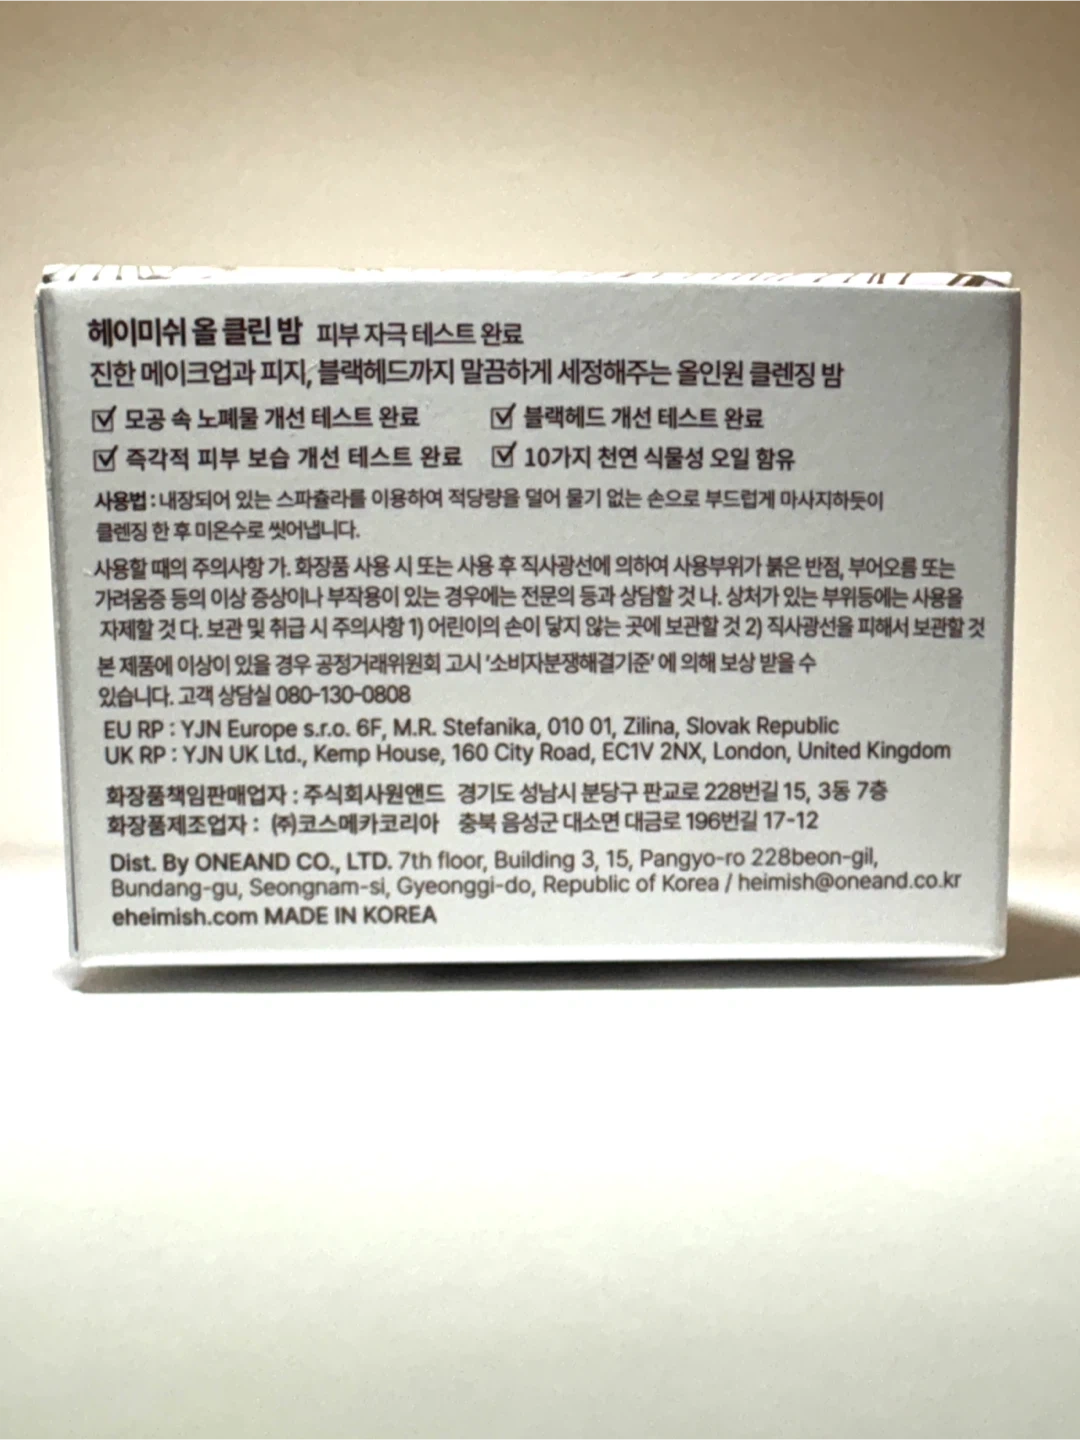 헤이미쉬 올 클린 밤 피부 자극 테스트 완료
진한 메이크업과 피지, 블랙헤드까지 말끔하게 세정해주는 올인원 클렌징 밤
☑ 모공 속 노폐물 개선 테스트 완료 ☑ 블랙헤드 개선 테스트 완료
☑ 즉각적 피부 보습 개선 테스트 완료 ☑ 10가지 천연 식물성 오일 함유
사용법 : 내장되어 있는 스파츌라를 이용하여 적당량을 덜어 물기 없는 손으로 부드럽게 마사지하듯이
클렌징 한 후 미온수로 씻어냅니다.
사용할 때의 주의사항 가. 화장품 사용 시 또는 사용 후 직사광선에 의하여 사용부위가 붉은 반점, 부어오름 또는
가려움증 등의 이상 증상이나 부작용이 있는 경우에는 전문의 등과 상담할 것 나. 상처가 있는 부위등에는 사용을
자제할 것 다. 보관 및 취급 시 주의사항 1) 어린이의 손이 닿지 않는 곳에 보관할 것 2) 직사광선을 피해서 보관할 것
본 제품에 이상이 있을 경우 공정거래위원회 고시 '소비자분쟁해결기준' 에 의해 보상 받을 수
있습니다. 고객 상담실 080-130-0808
EU RP : YJN Europe s.r.o. 6F, M.R. Stefanika, 010 01, Zilina, Slovak Republic
UK RP : YJN UK Ltd., Kemp House, 160 City Road, EC1V 2NX, London, United Kingdom
화장품책임판매업자 : 주식회사원앤드 경기도 성남시 분당구 판교로 228번길 15, 3동 7층
화장품제조업자 : ㈜코스메카코리아 충북 음성군 대소면 대금로 196번길 17-12
Dist. By ONEAND CO., LTD. 7th floor, Building 3, 15, Pangyo-ro 228beon-gil,
Bundang-gu, Seongnam-si, Gyeonggi-do, Republic of Korea / heimish@oneand.co.kr
eheimish.com MADE IN KOREA